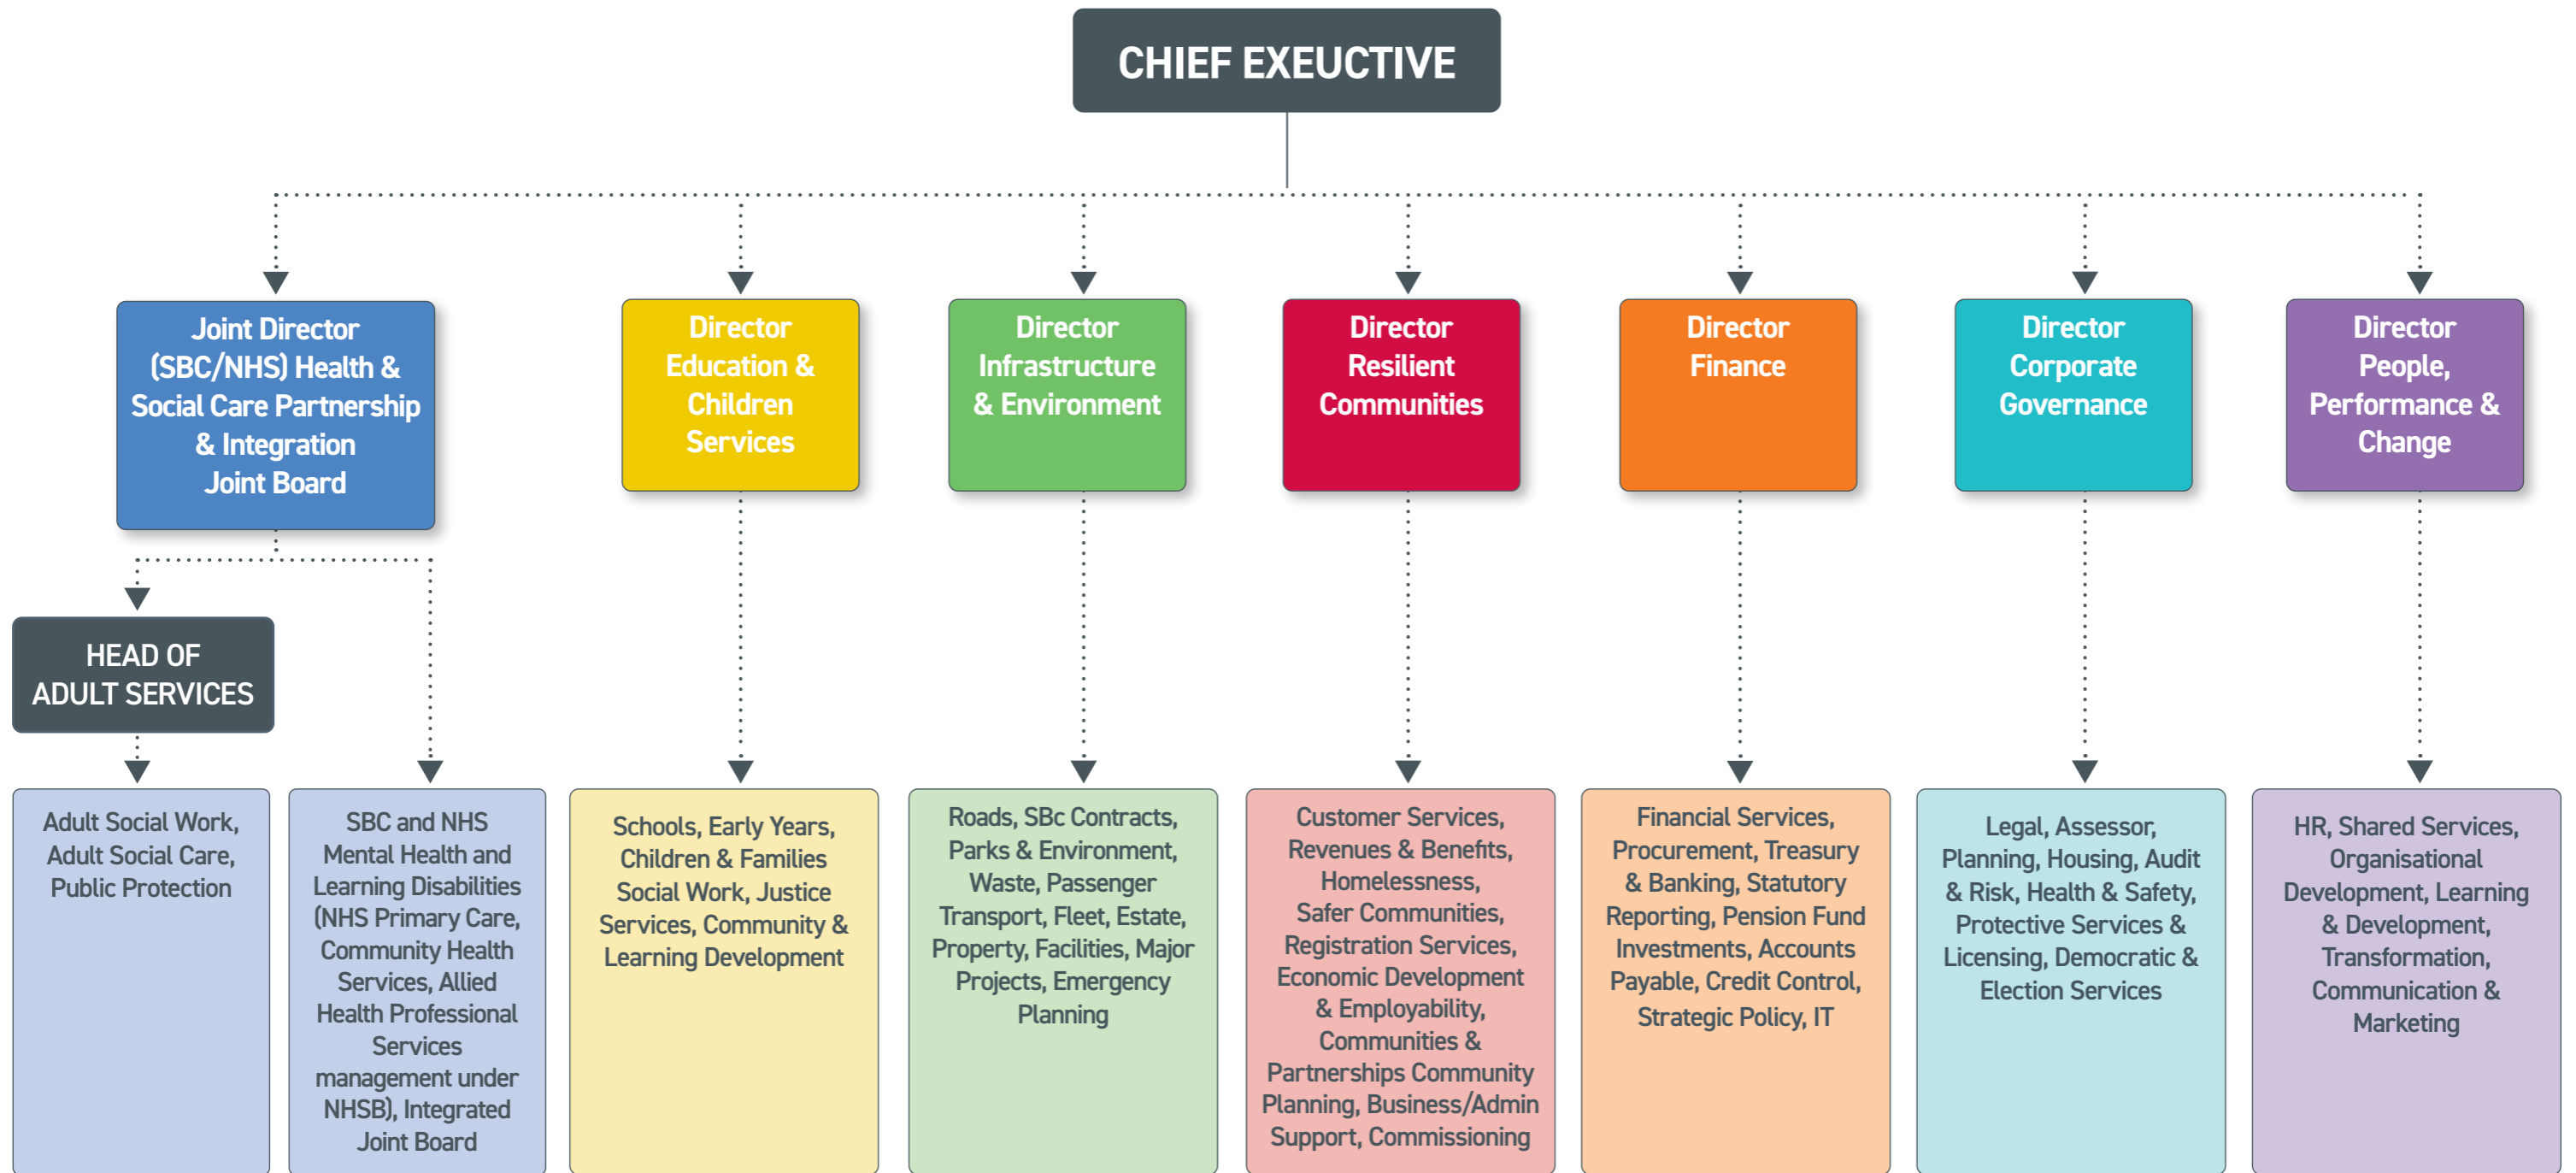 CHIEF EXEUCTIVE
Joint Director
(SBC/NHS) Health &
Social Care Partnership
& Integration
Joint Board
Director
Education &
Children
Services
Director
Infrastructure
& Environment
Director
Resilient
Communities
Director
Finance
Director
Corporate
Governance
Director
People,
Performance &
Change
HEAD OF
ADULT SERVICES
Adult Social Work,
Adult Social Care,
Public Protection
SBC and NHS
Mental Health and
Learning Disabilities
(NHS Primary Care,
Community Health
Services, Allied
Health Professional
Services
management under
NHSB), Integrated
Joint Board
Schools, Early Years,
Children & Families
Social Work, Justice
Services, Community &
Learning Development
Roads, SBc Contracts,
Parks & Environment,
Waste, Passenger
Transport, Fleet, Estate,
Property, Facilities, Major
Projects, Emergency
Planning
Customer Services,
Revenues & Benefits,
Homelessness,
Safer Communities,
Registration Services,
Economic Development
& Employability,
Communities &
Partnerships Community
Planning, Business/Admin
Support, Commissioning
Financial Services,
Procurement, Treasury
& Banking, Statutory
Reporting, Pension Fund
Investments, Accounts
Payable, Credit Control,
Strategic Policy, IT
Legal, Assessor,
Planning, Housing, Audit
& Risk, Health & Safety,
Protective Services &
Licensing, Democratic &
Election Services
HR, Shared Services,
Organisational
Development, Learning
& Development,
Transformation,
Communication &
Marketing